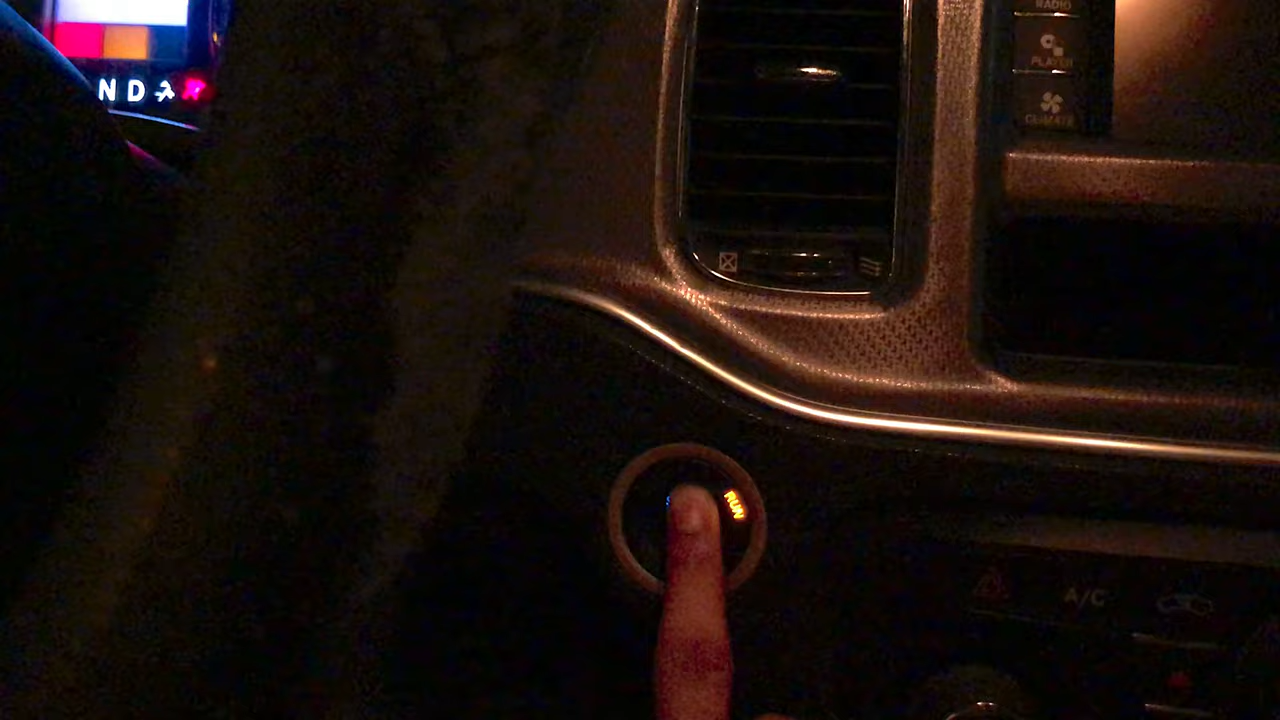 RADIO
PLAYER
CLIMATE
N D
RUN
A/C